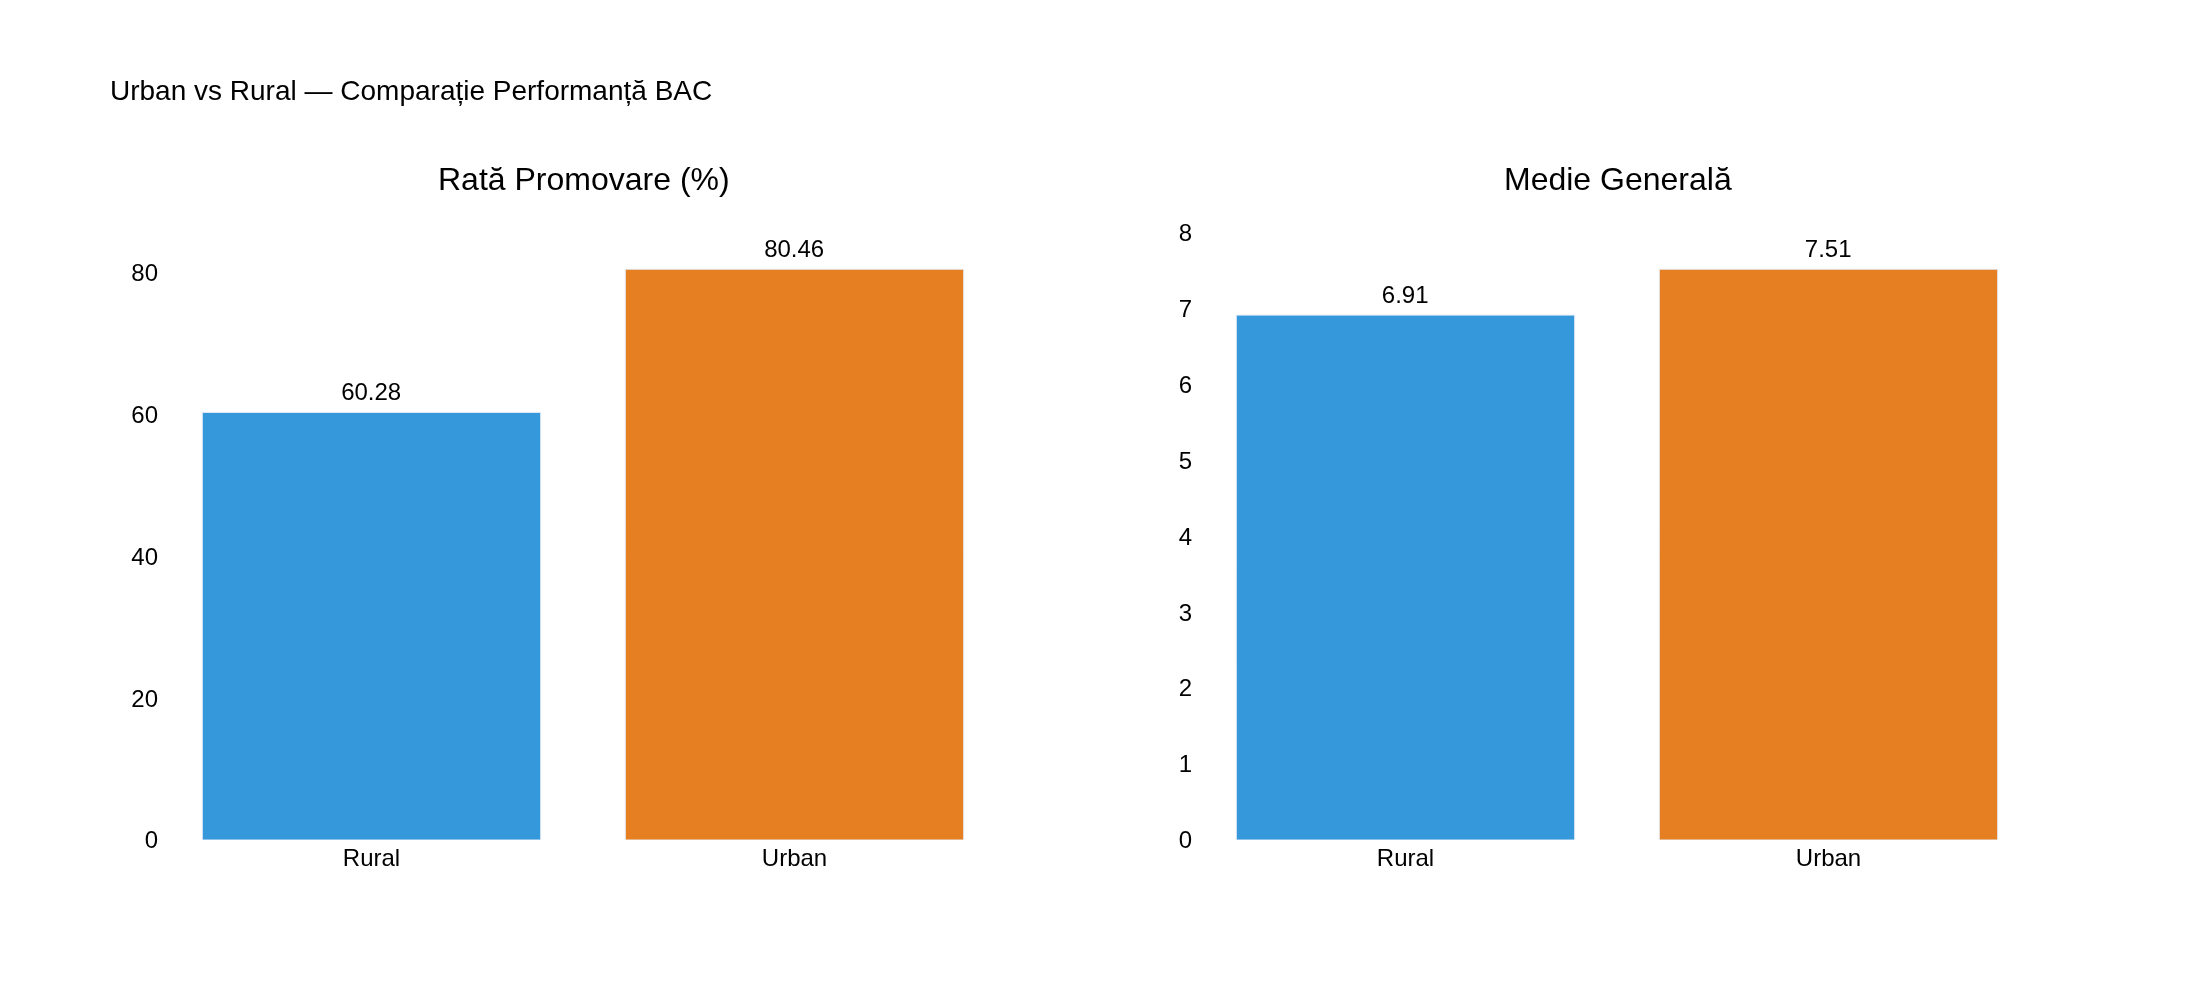 Urban vs Rural — Comparație Performanță BAC
Rată Promovare (%)
80
60
40
20
0
60.28
80.46
Rural
Urban
Medie Generală
8
7
6
5
4
3
2
1
0
6.91
7.51
Rural
Urban